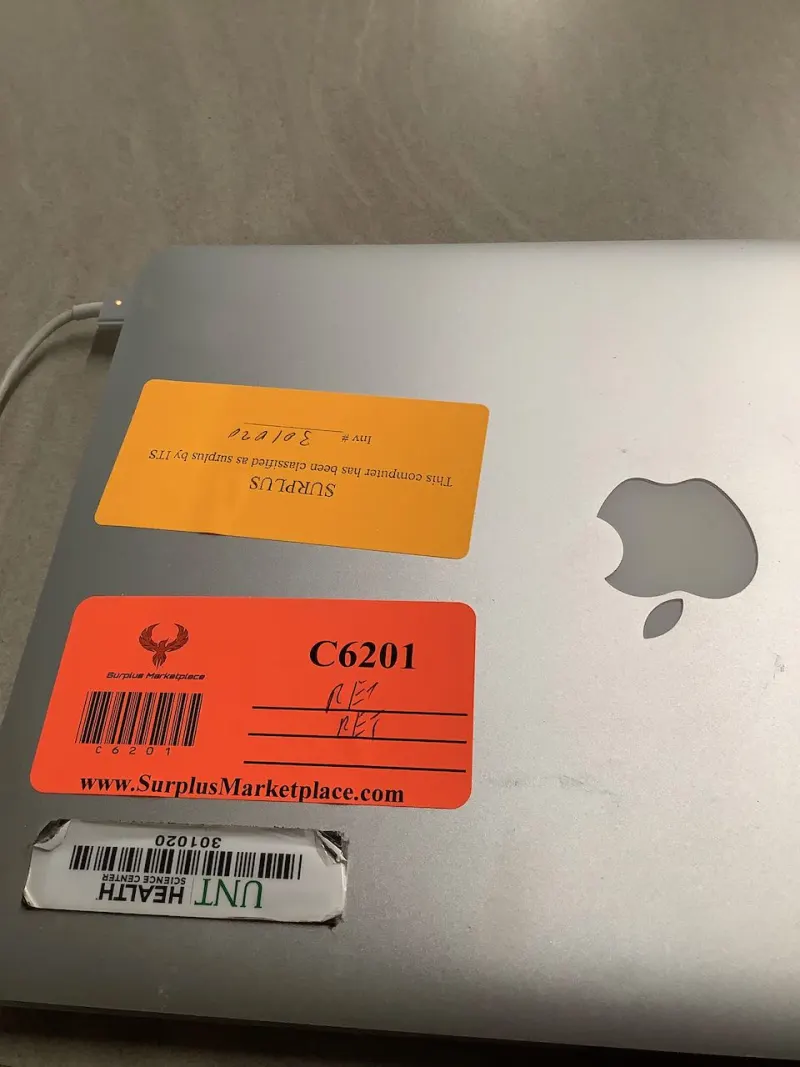 SURPLUS
This computer has been classified as surplus by ITS
Inv # 301020
Surplus Marketplace
C6201
C6201
RET
RET
www.SurplusMarketplace.com
UNT HEALTH
SCIENCE CENTER
301020